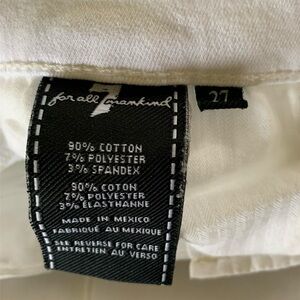 7
for all mankind
27
90% COTTON
7% POLYESTER
3% SPANDEX
90% COTON
7% POLYESTER
3% ELASTHANNE
MADE IN MEXICO
FABRIQUÉ AU MEXIQUE
SEE REVERSE FOR CARE
ENTRETIEN AU VERSO